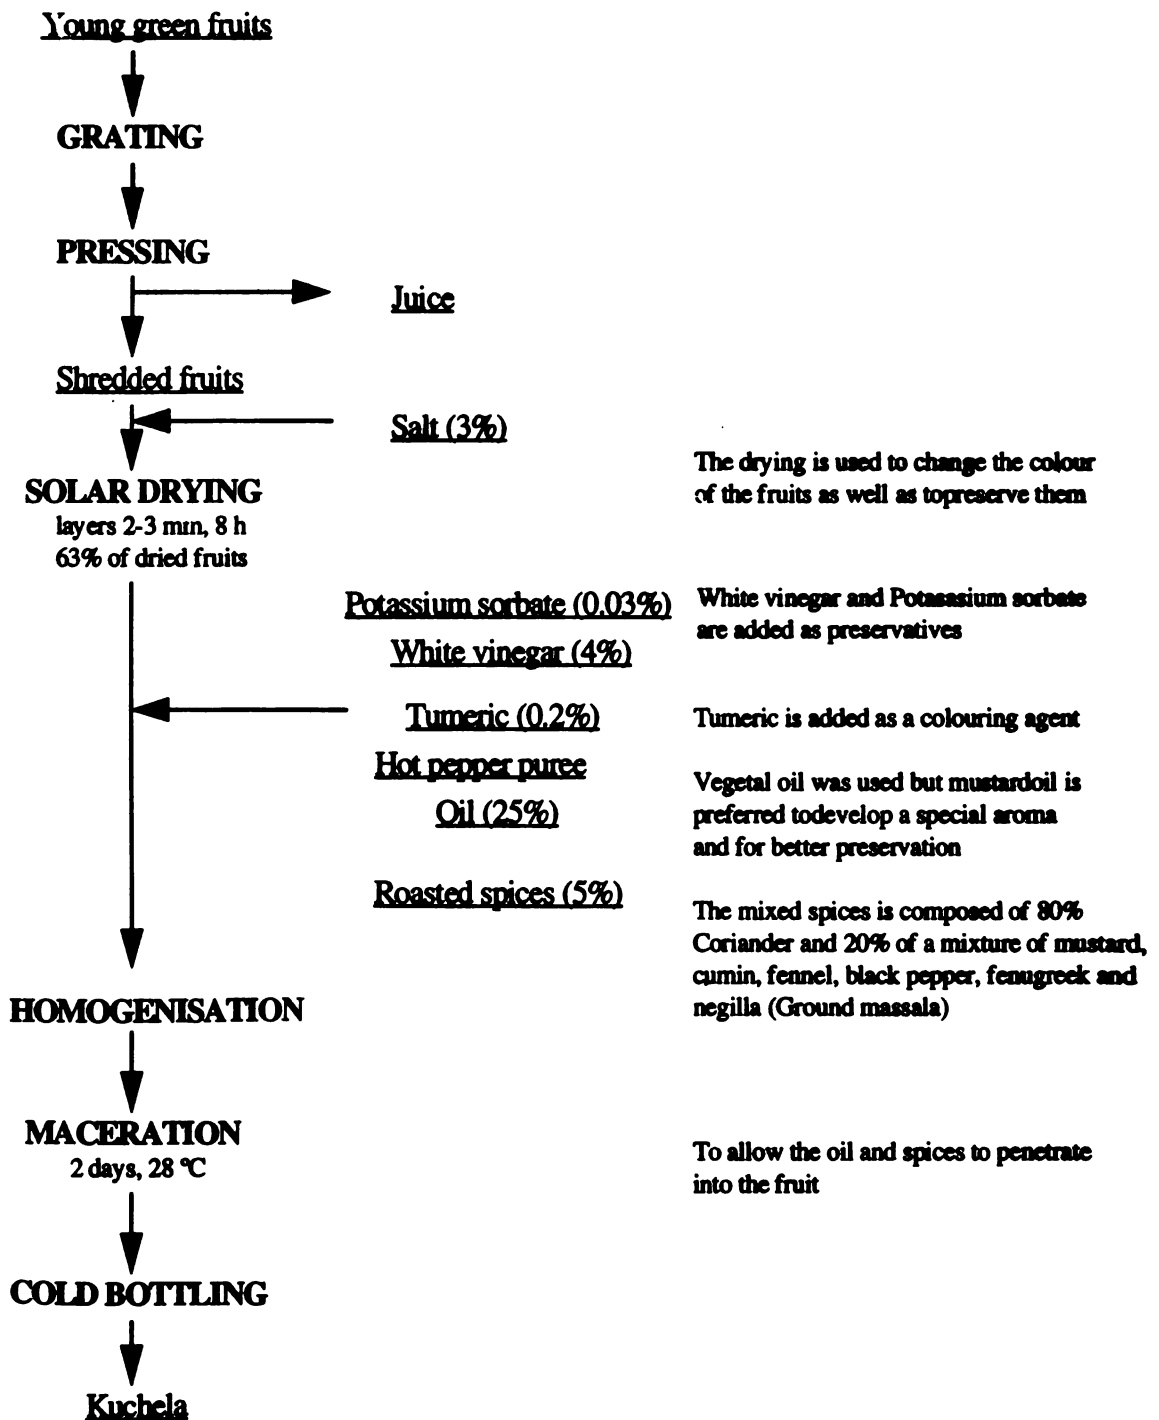 Young green fruits
GRATING
PRESSING
Juice
Shredded fruits
Salt (3%)
The drying is used to change the colour
of the fruits as well as topreserve them
SOLAR DRYING
layers 2-3 mm, 8 h
63% of dried fruits
Potassium sorbate (0.03%)
White vinegar (4%)
White vinegar and Potasasium sorbate
are added as preservatives
Tumeric (0.2%)
Tumeric is added as a colouring agent
Hot pepper puree
Oil (25%)
Vegetal oil was used but mustardoil is
preferred todevelop a special aroma
and for better preservation
Roasted spices (5%)
The mixed spices is composed of 80%
Coriander and 20% of a mixture of mustard,
cumin, fennel, black pepper, fenugreek and
negilla (Ground massala)
HOMOGENISATION
MACERATION
2 days, 28 °C
To allow the oil and spices to penetrate
into the fruit
COLD BOTTLING
Kuchela